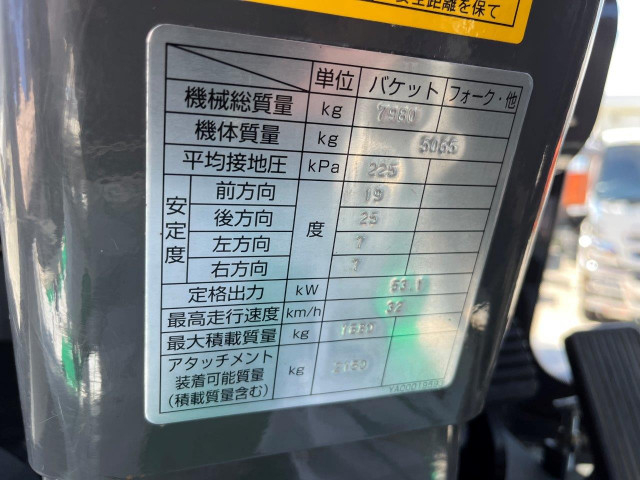 安全距離を保て
単位 バケット フォーク・他
機械総質量 kg 7980
機体質量 kg 5065
平均接地圧 kPa 225
安定度 前方向 度 19
後方向 25
左方向
右方向
定格出力 kW 63.1
最高走行速度 km/h 32
最大積載質量 kg
アタッチメント
装着可能質量 kg
(積載質量含む)